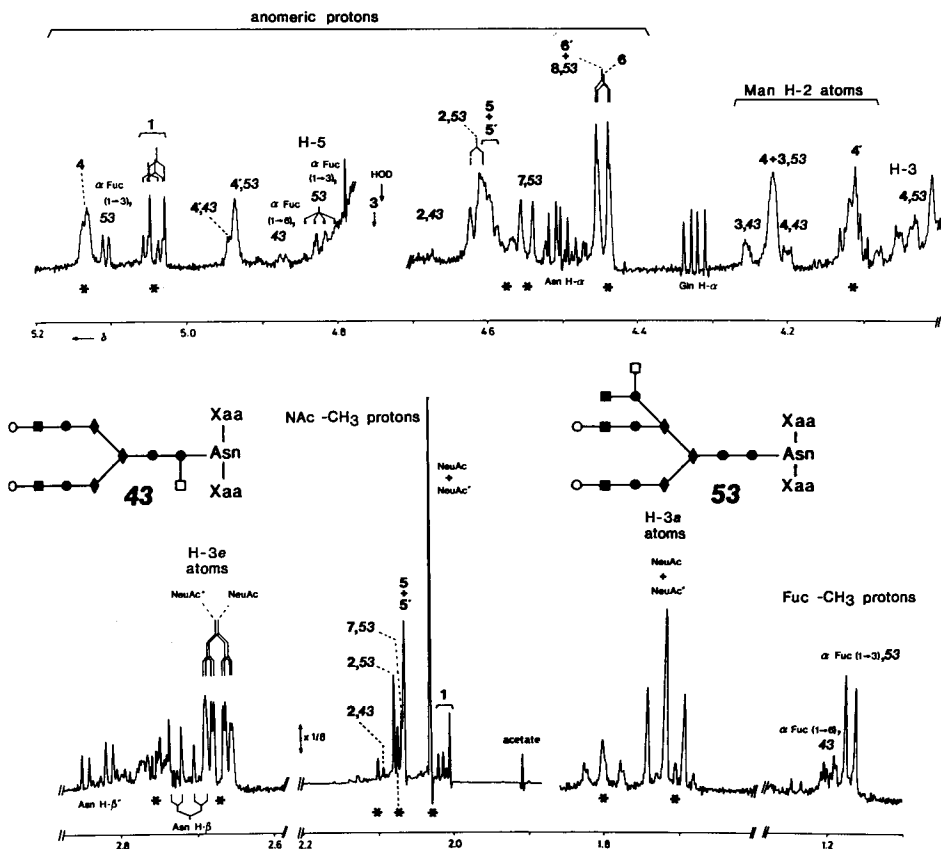 anomeric protons
6´
+
8,53
6
Man H-2 atoms
1
2,53
5
+
5´
H-5
4
α Fuc
(1→3),
53
4´,53
α Fuc
(1→3),
53
HOD
7,53
4+3,53
4´
H-3
4,53
4´,43
α Fuc
(1→6),
43
3
2,43
3,43
4,43
* * * * * *
Asn H-α
Gln H-α
5.2 ← δ 5.0 4.8 4.6 4.4 4.2
NAc -CH₃ protons
Xaa
Asn
Xaa
43
NeuAc
+
NeuAc´
Xaa
Asn
Xaa
53
H-3e
atoms
NeuAc´ NeuAc
5
+
5´
H-3a
atoms
NeuAc
+
NeuAc´
Fuc -CH₃ protons
7,53
2,53
2,43
1
α Fuc (1→3),53
x 1/8
acetate
α Fuc (1→6),
43
Asn H-β´
* *
Asn H-β
* * *
* *
2.8 2.6 2.2 2.0 1.8 1.2